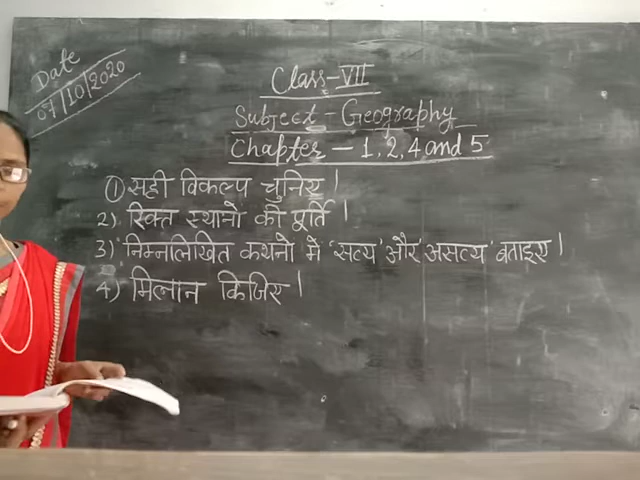 Date
07/10/2020
Class-VII
Subject - Geography
Chapter - 1, 2, 4 and 5
① सही विकल्प चुनिए।
2) रिक्त स्थानो की पूर्ति।
3) निम्नलिखित कथनो मे 'सत्य' और 'असत्य' बताइए।
4) मिलान किजिए।